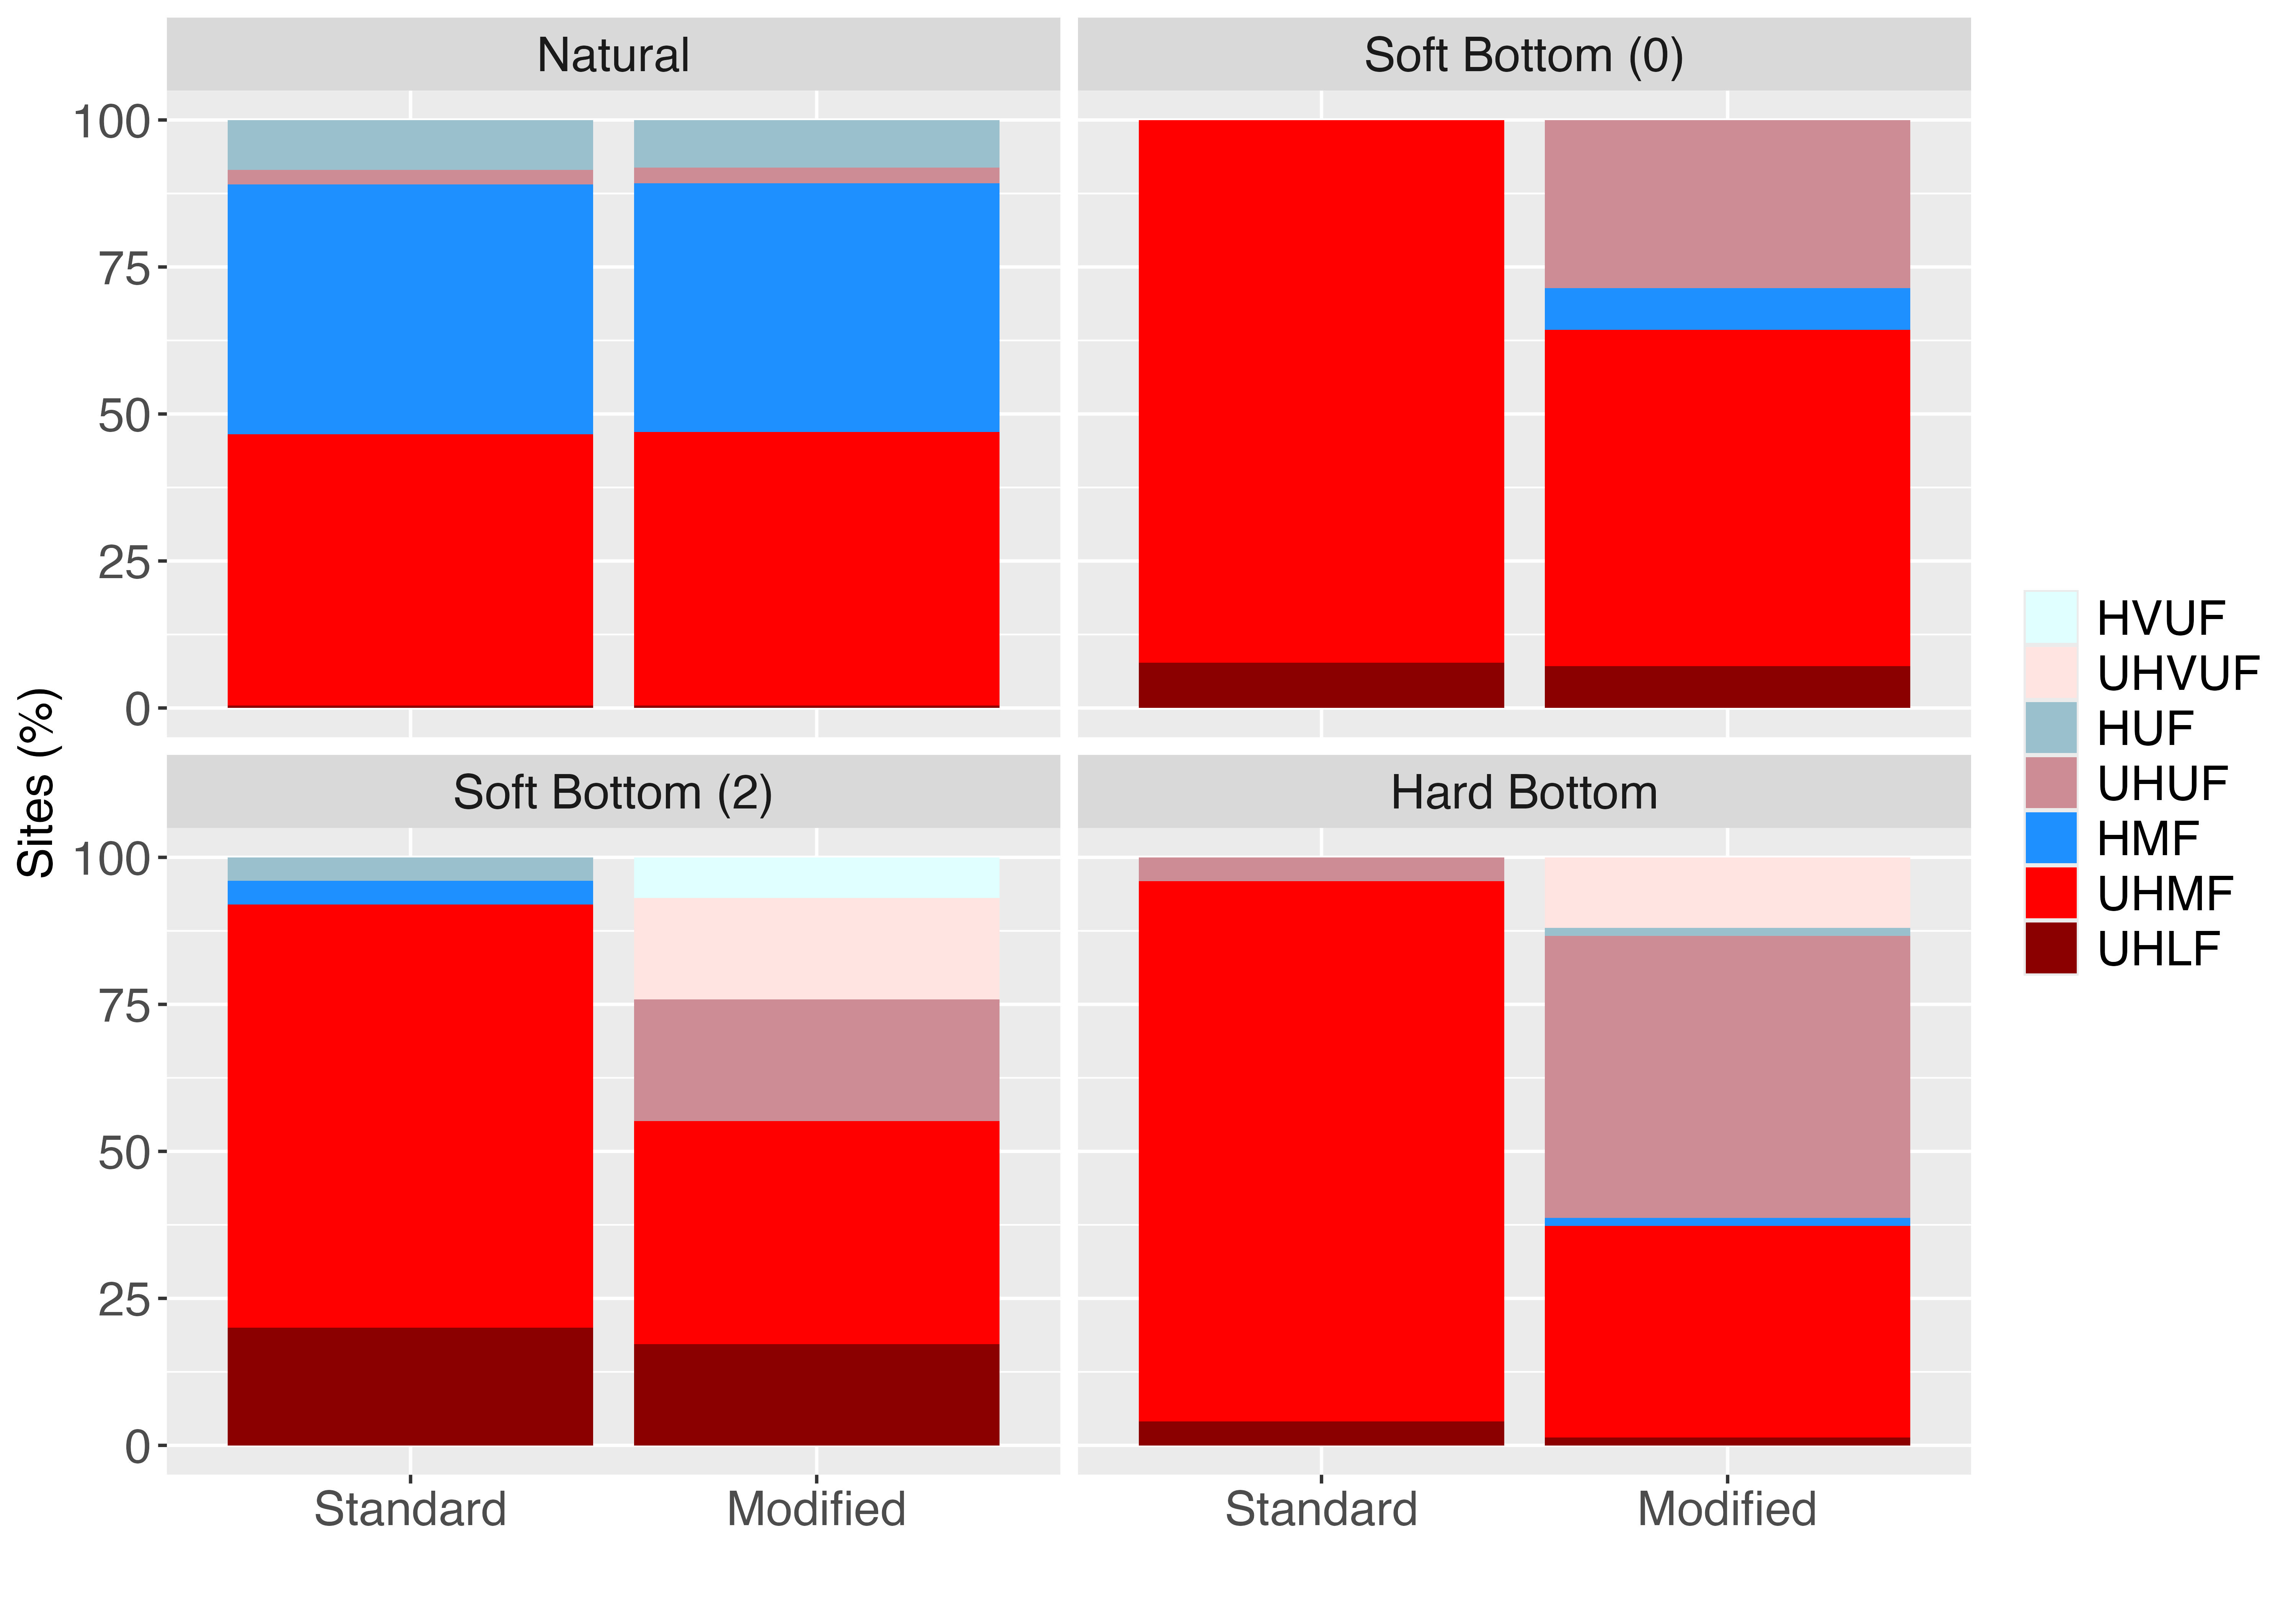 Natural
Soft Bottom (0)
100
75
50
25
0
Sites (%)
Soft Bottom (2)
Hard Bottom
100
75
50
25
0
Standard
Modified
Standard
Modified
HVUF
UHVUF
HUF
UHUF
HMF
UHMF
UHLF